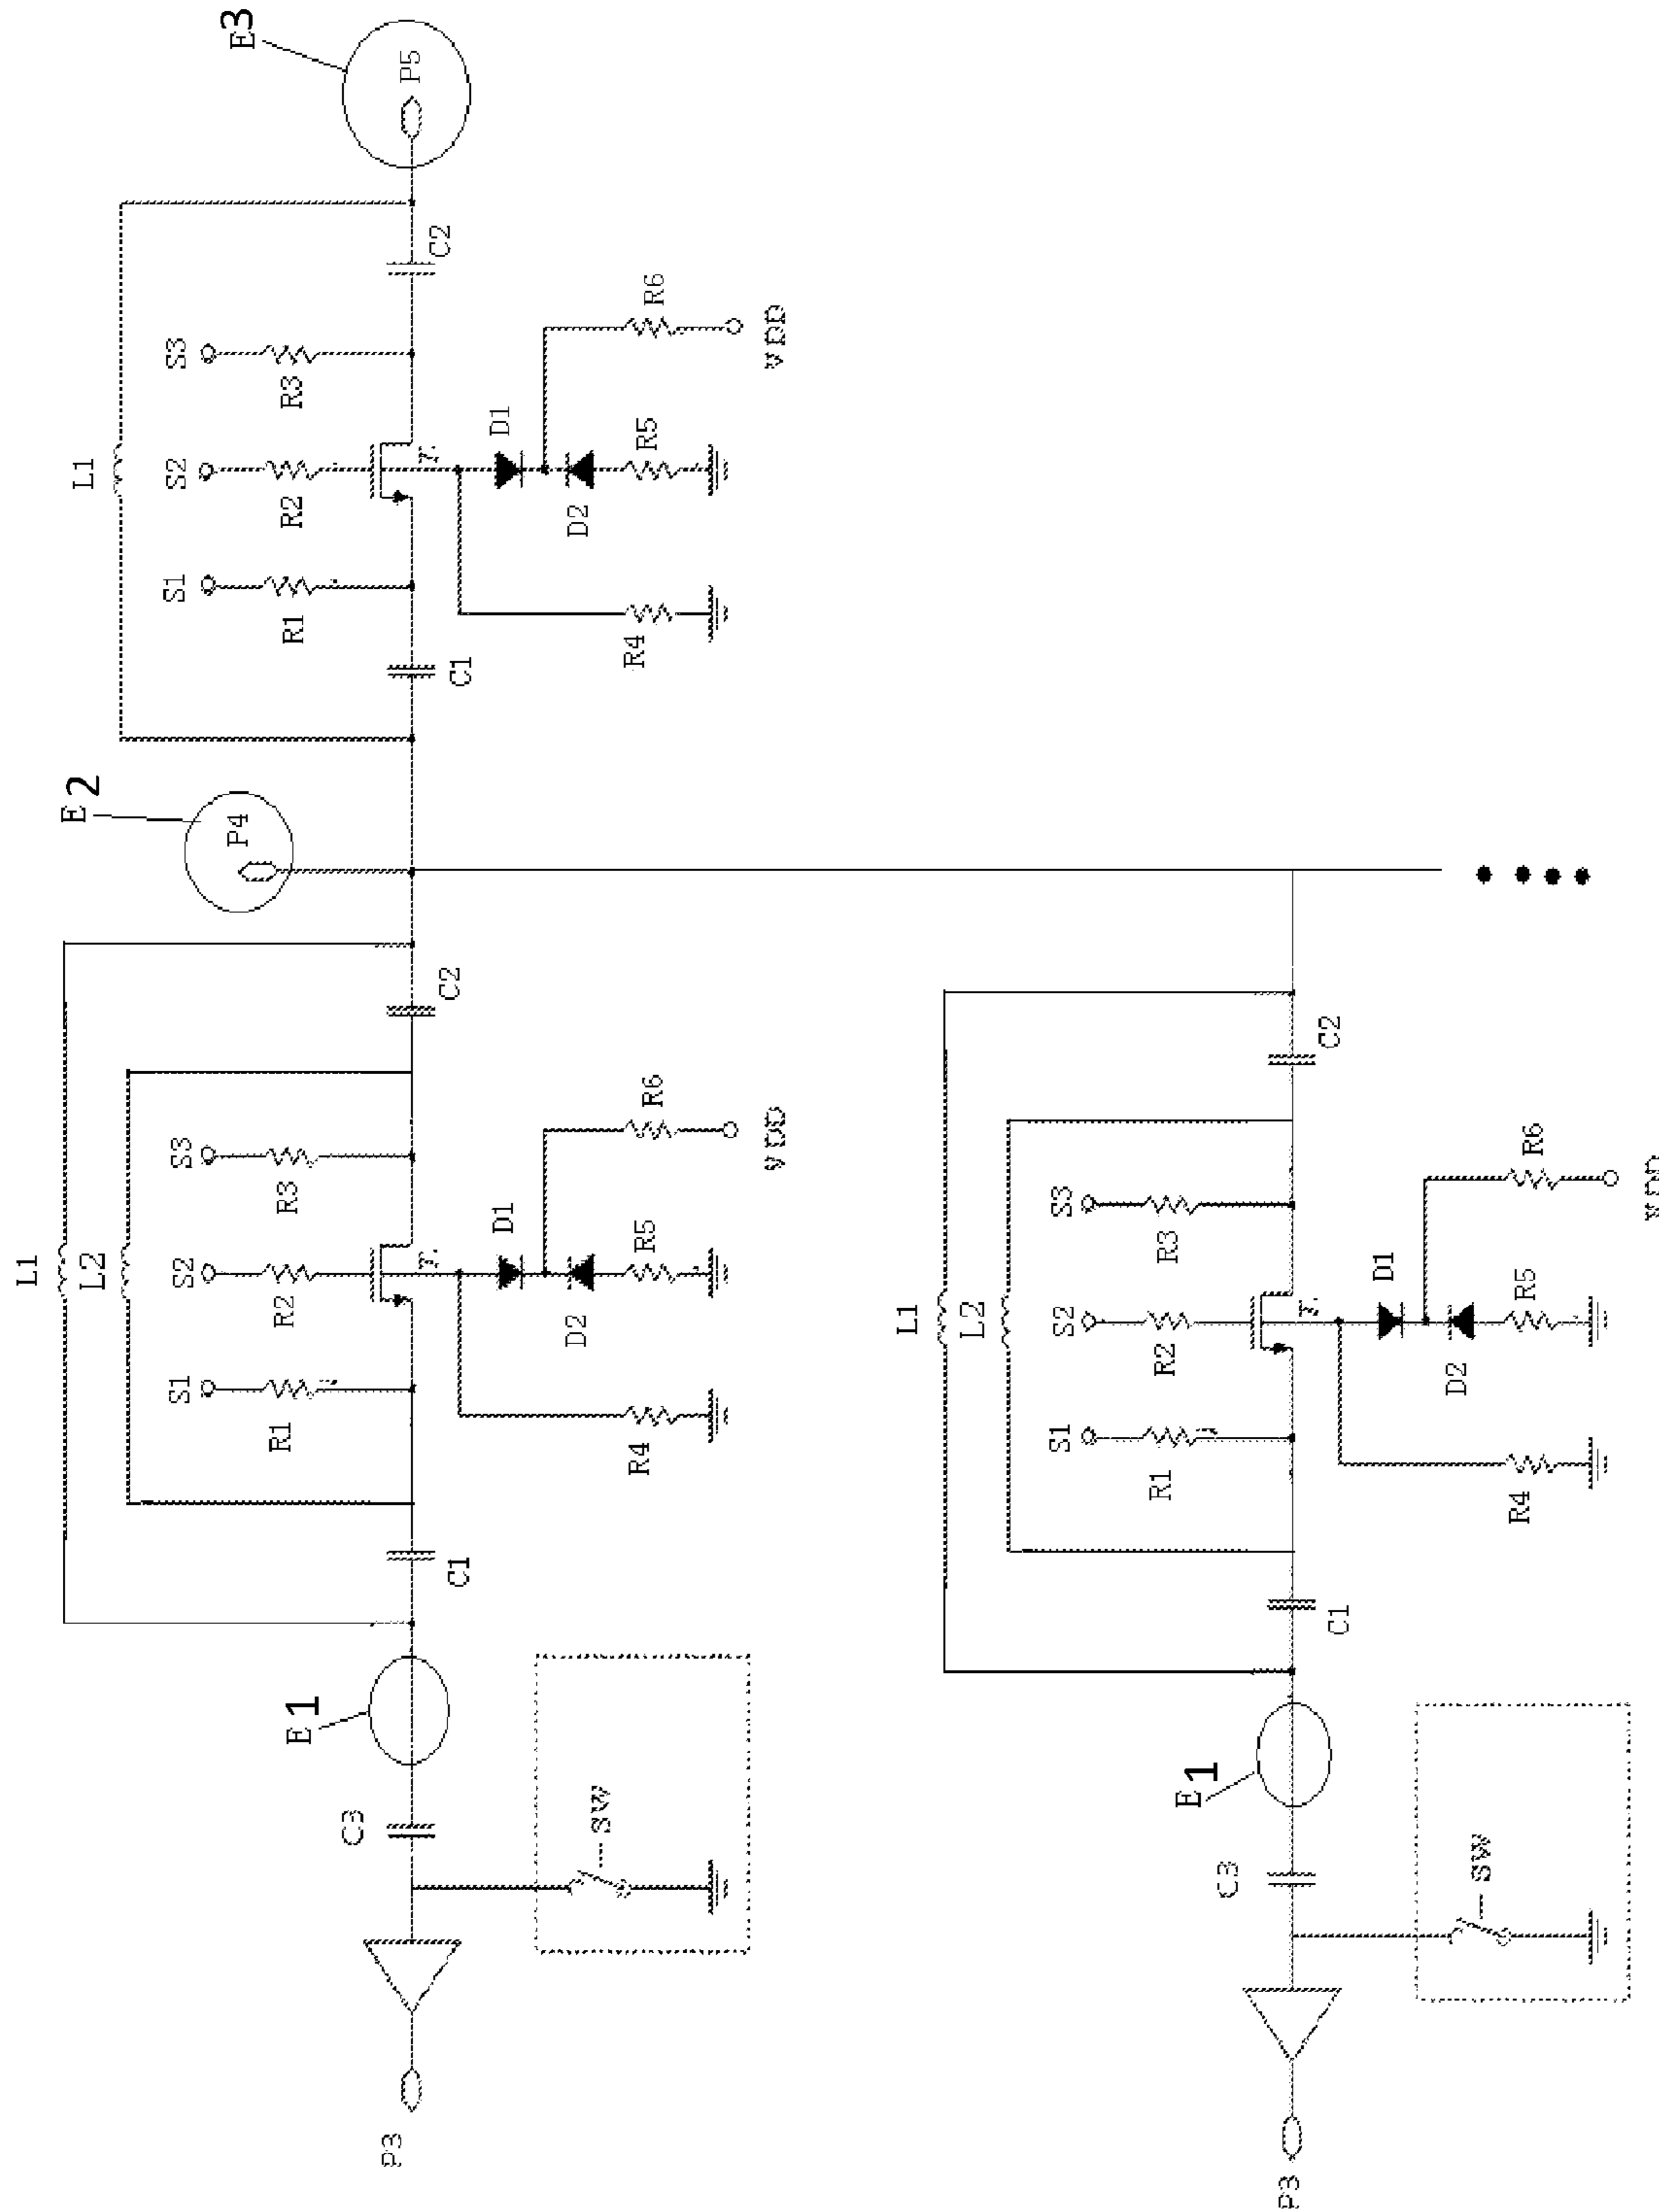 E3
P5
L1
C2
S3
R3
R6
VDD
S2
R2
T.
D1
D2
R5
S1
R1
R4
C1
E2
P4
L1
L2
C2
S3
R3
R6
VDD
S2
R2
T.
D1
D2
R5
S1
R1
R4
C1
E1
C3
SW
P3
L1
L2
C2
S3
R3
R6
VDD
S2
R2
T.
D1
D2
R5
S1
R1
R4
C1
E1
C3
SW
P3